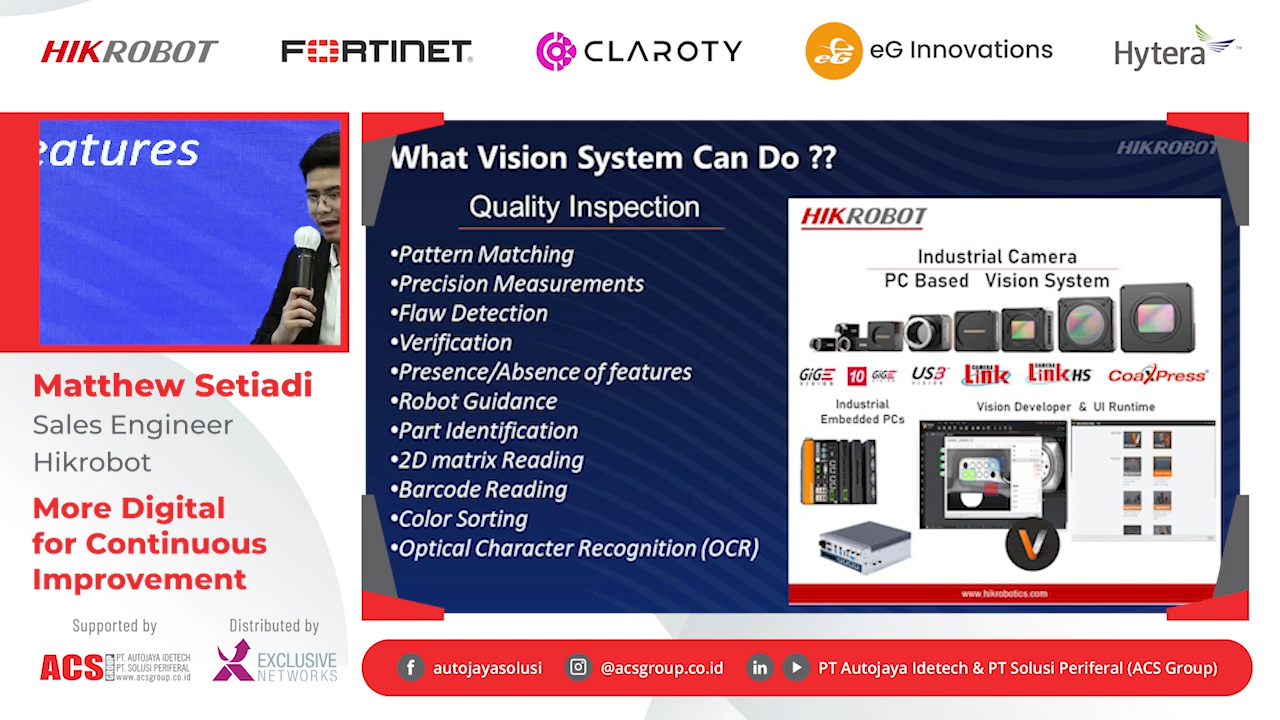 HIKROBOT
FORTINET
CLAROTY
eG
eG Innovations
Hytera
eatures
Matthew Setiadi
Sales Engineer
Hikrobot
More Digital
for Continuous
Improvement
Supported by
Distributed by
ACS
PT. AUTOJAYA IDETECH
PT. SOLUSI PERIFERAL
www.acsgroup.co.id
EXCLUSIVE
NETWORKS
What Vision System Can Do ??
HIKROBOT
Quality Inspection
•Pattern Matching
•Precision Measurements
•Flaw Detection
•Verification
•Presence/Absence of features
•Robot Guidance
•Part Identification
•2D matrix Reading
•Barcode Reading
•Color Sorting
•Optical Character Recognition (OCR)
HIKROBOT
Industrial Camera
PC Based Vision System
GiGE VISION
10 GiGE VISION
US3 VISION
CAMERA Link
CAMERA Link HS
CoaXPress
Industrial
Embedded PCs
Vision Developer & UI Runtime
www.hikrobotics.com
autojayasolusi
@acsgroup.co.id
PT Autojaya Idetech & PT Solusi Periferal (ACS Group)